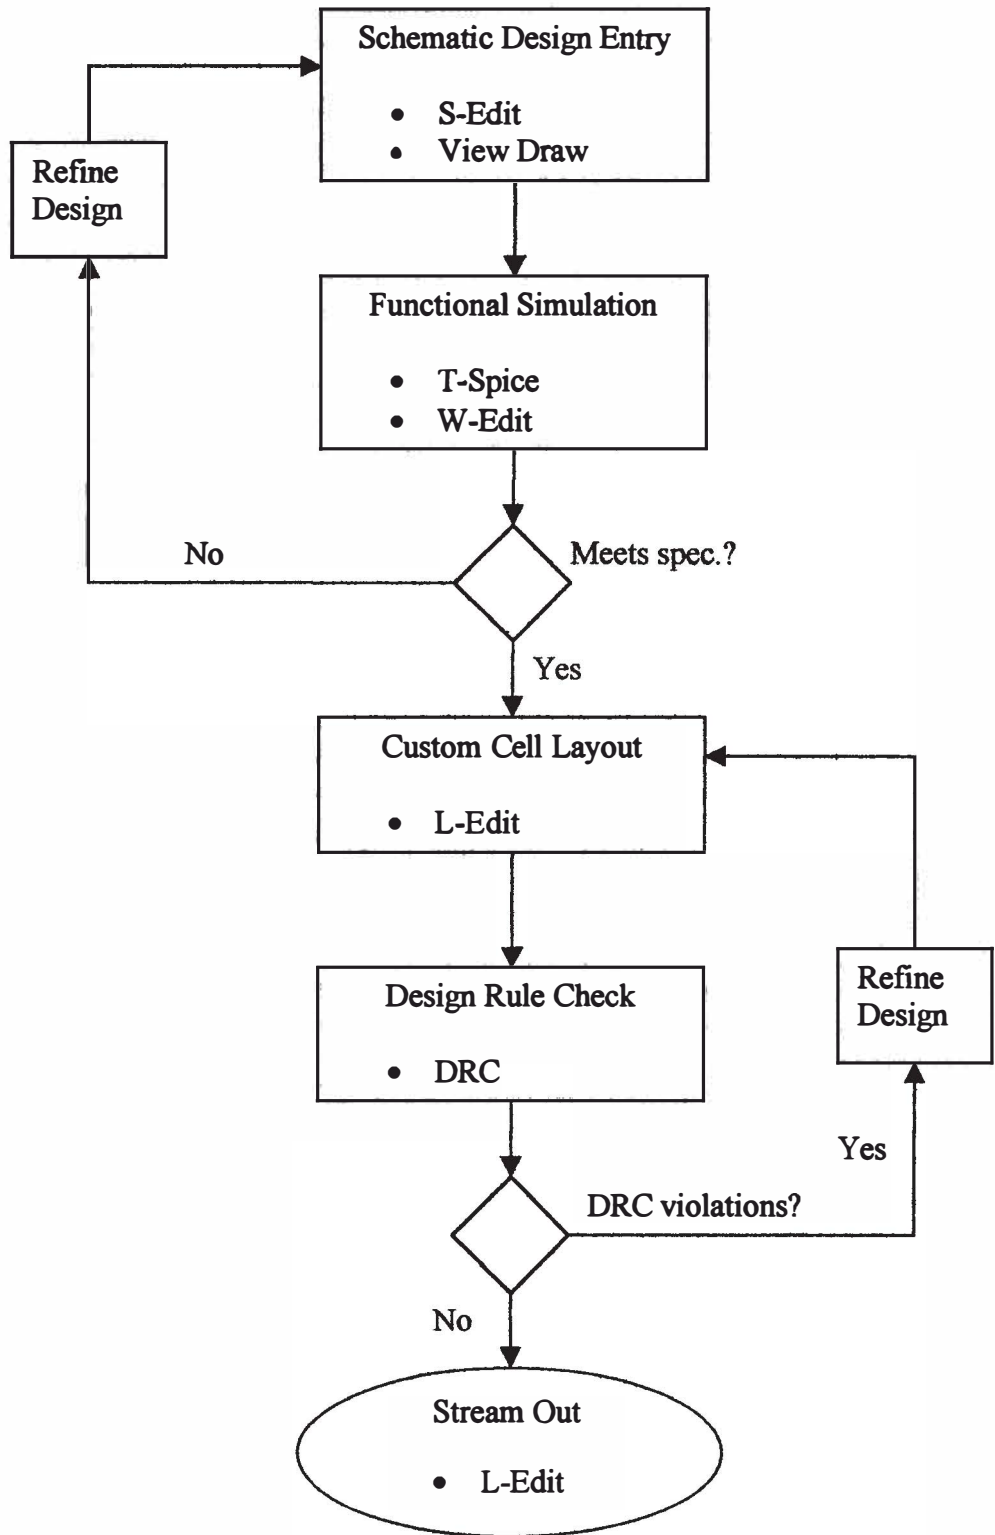 Schematic Design Entry
• S-Edit
• View Draw
Refine
Design
Functional Simulation
• T-Spice
• W-Edit
No
Meets spec.?
Yes
Custom Cell Layout
• L-Edit
Design Rule Check
• DRC
Refine
Design
Yes
DRC violations?
No
Stream Out
• L-Edit